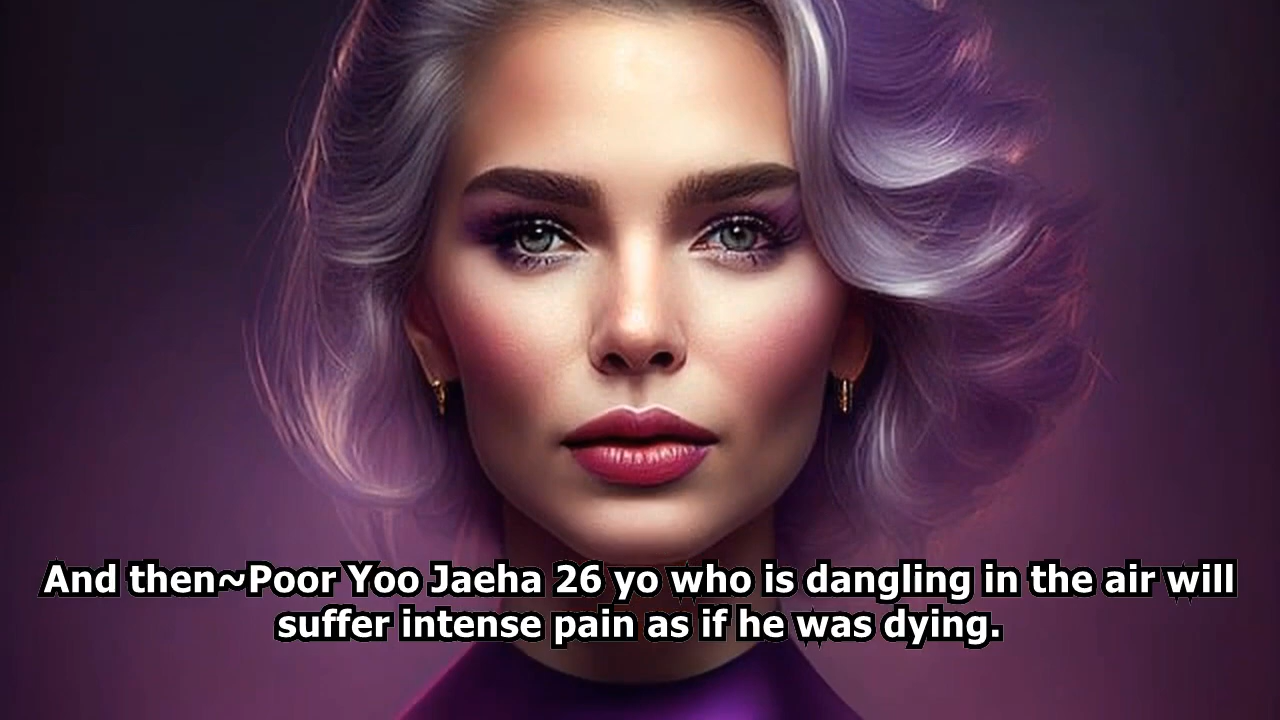 And then~Poor Yoo Jaeha 26 yo who is dangling in the air will
suffer intense pain as if he was dying.